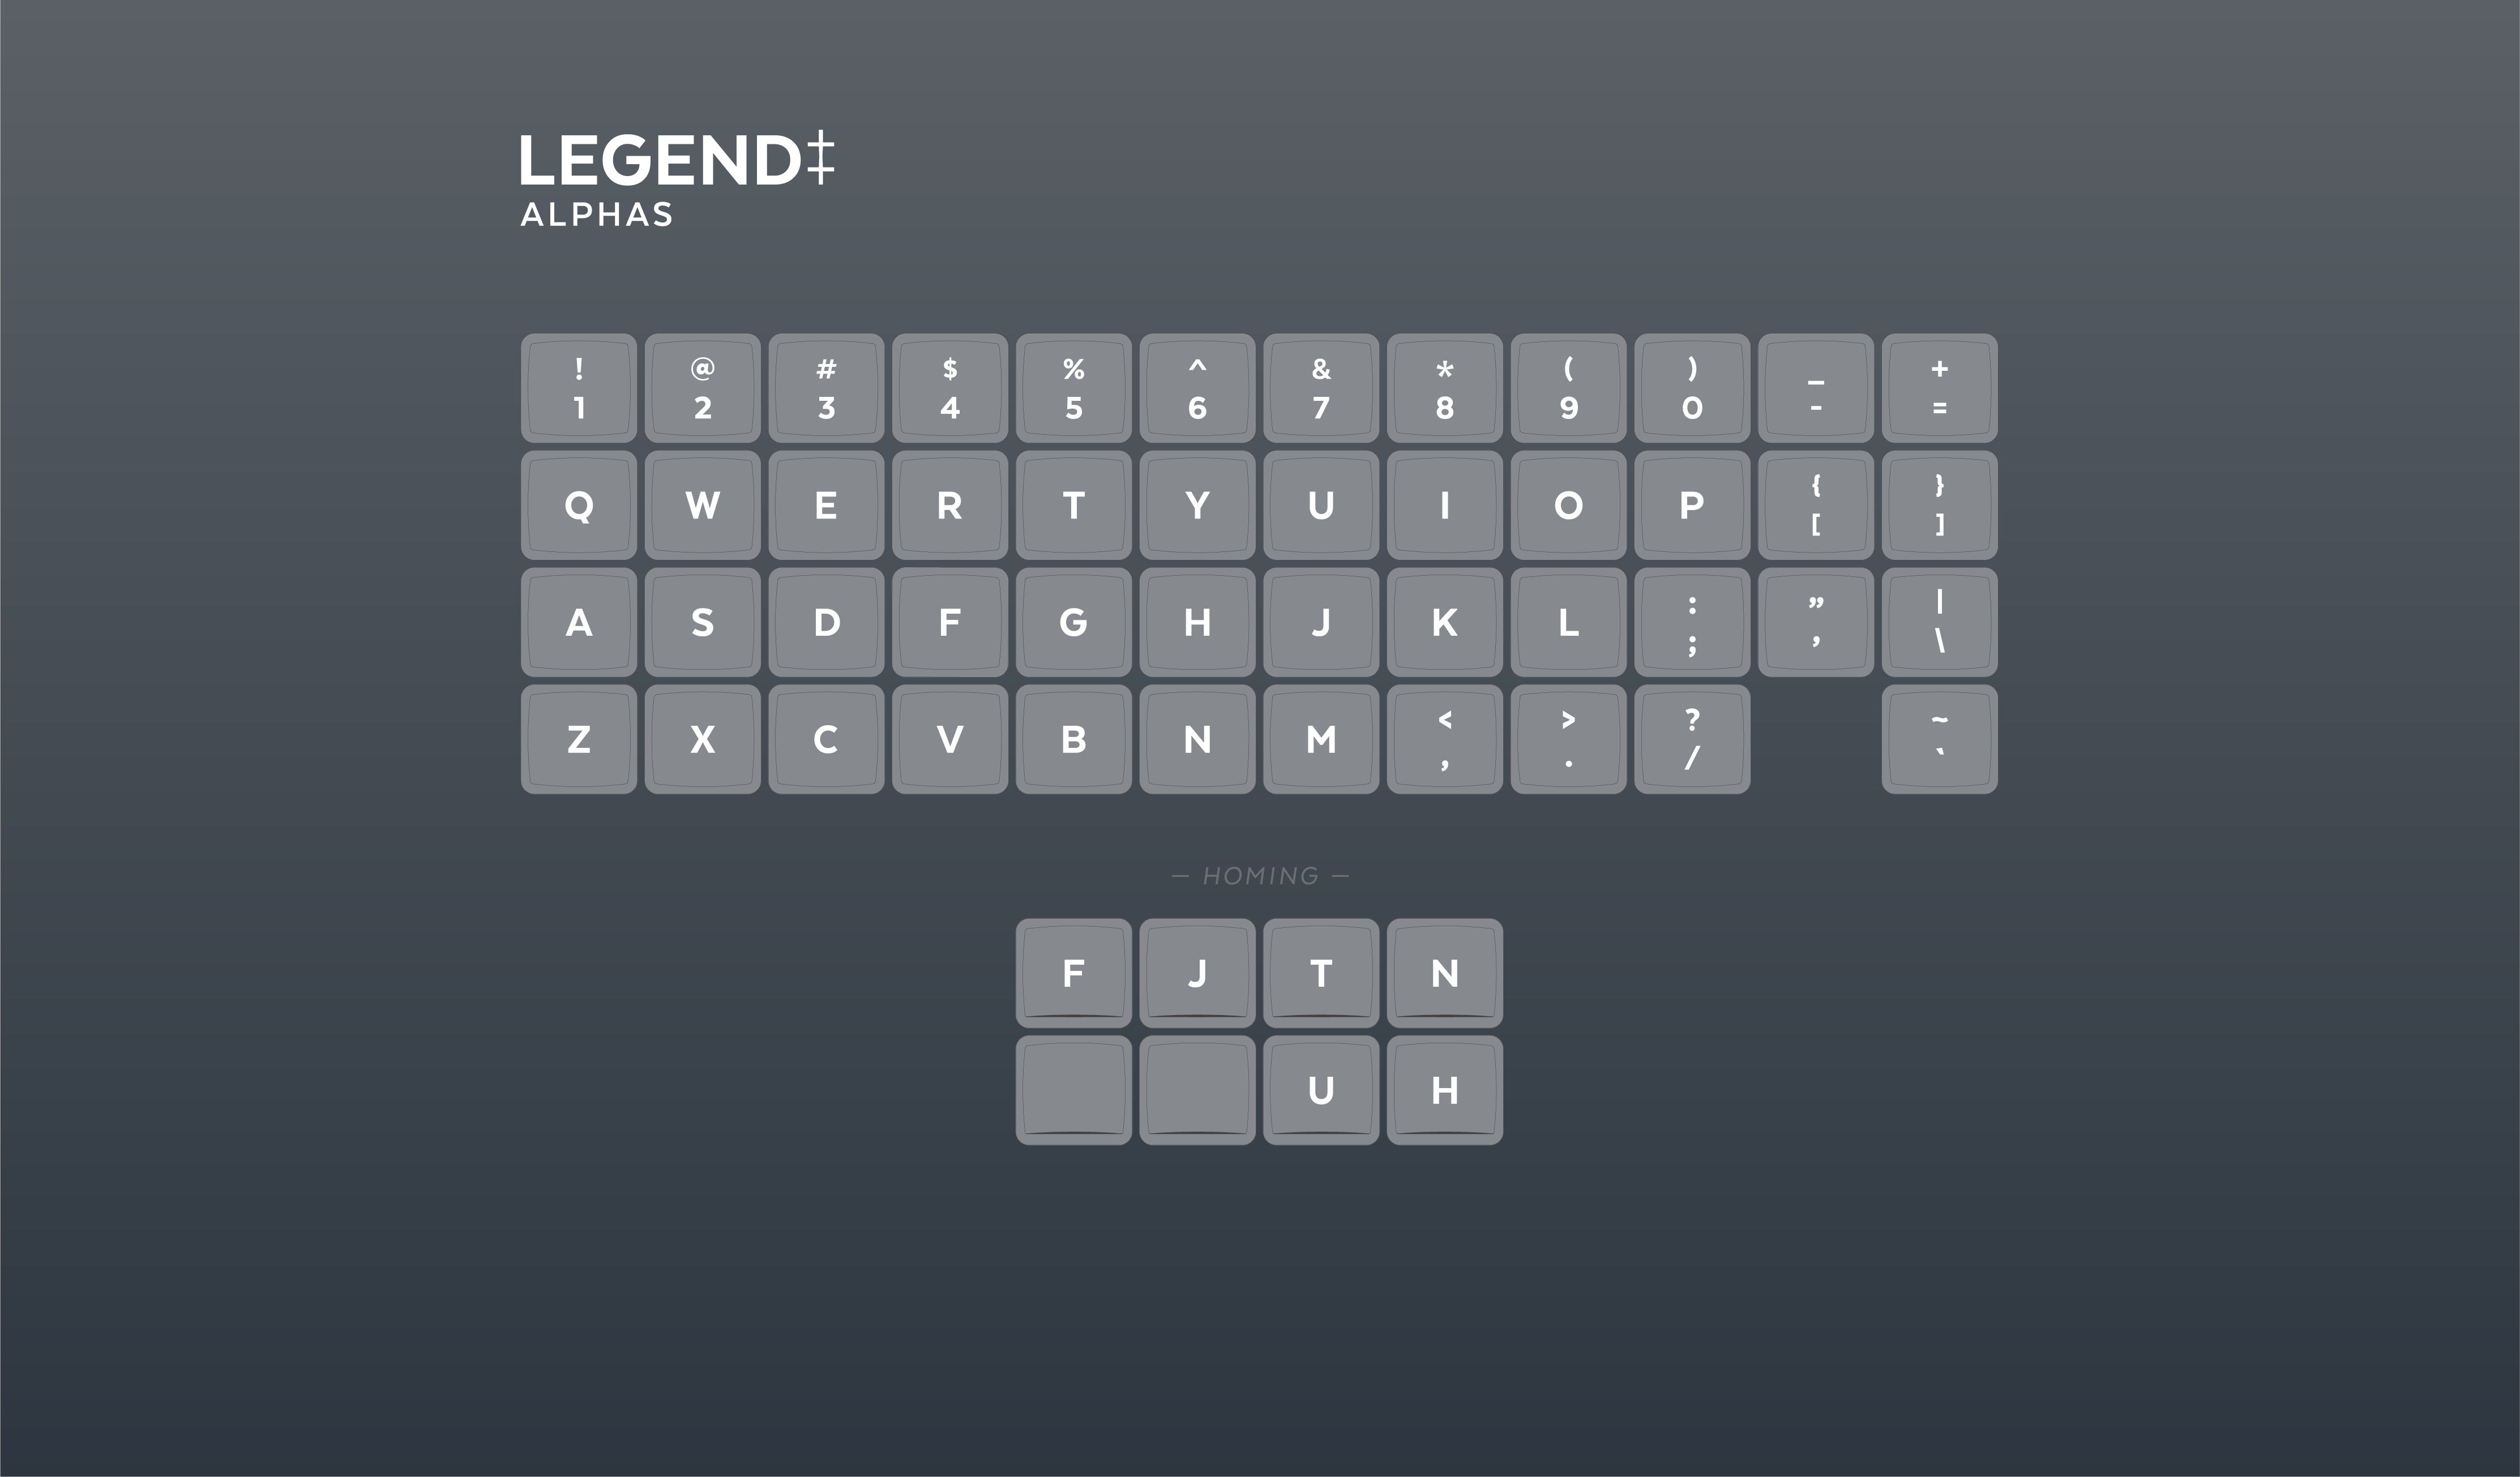 LEGEND‡
ALPHAS
! @ # $ % ^ & * ( ) _ +
1 2 3 4 5 6 7 8 9 0 - =
Q W E R T Y U I O P { }
[ ]
A S D F G H J K L : ” |
; ’ \
Z X C V B N M < > ? ~
, . / `
— HOMING —
F J T N
U H